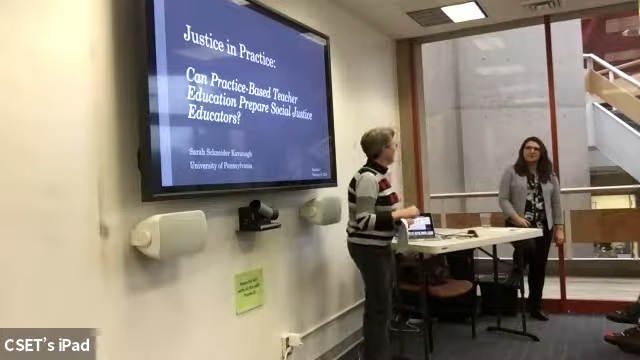 Justice in Practice:
Can Practice-Based Teacher
Education Prepare Social Justice
Educators?
Sarah Schneider Kavanagh
University of Pennsylvania
CSET's iPad